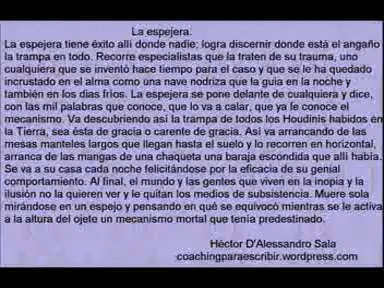 La espejera.
La espejera tiene éxito allí donde nadie; logra discernir donde está el angaño
la trampa en todo. Recorre especialistas que la traten de su trauma, uno
cualquiera que se inventó hace tiempo para el caso y que se le ha quedado
incrustado en el alma como una nave nodriza que la guia en la noche y
también en los dias fríos. La espejera se pone delante de cualquiera y dice,
con las mil palabras que conoce, que lo va a calar, que ya le conoce el
mecanismo. Va descubriendo asi la trampa de todos los Houdinis habidos en
la Tierra, sea ésta de gracia o carente de gracia. Así va arrancando de las
mesas manteles largos que llegan hasta el suelo y lo recorren en horizontal,
arranca de las mangas de una chaqueta una baraja escondida que allí había.
Se va a su casa cada noche felicitándose por la eficacia de su genial
comportamiento. Al final, el mundo y las gentes que viven en la inopia y la
ilusión no la quieren ver y le quitan los medios de subsistencia. Muere sola
mirándose en un espejo y pensando en qué se equivocó mientras se le activa
a la altura del ojete un mecanismo mortal que tenía predestinado.
Héctor D'Alessandro Sala
coachingparaescribir.wordpress.com